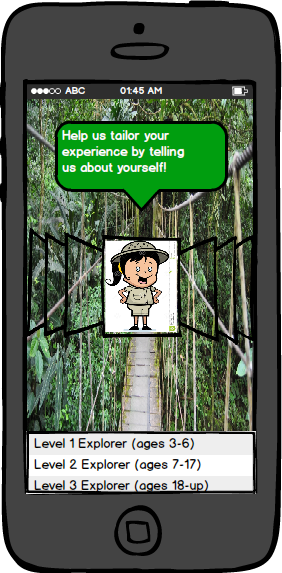 ABC 01:45 AM
Help us tailor your
experience by telling
us about yourself!
Level 1 Explorer (ages 3-6)
Level 2 Explorer (ages 7-17)
Level 3 Explorer (ages 18-up)